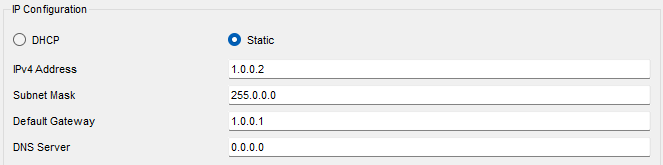 IP Configuration
DHCP Static
IPv4 Address 1.0.0.2
Subnet Mask 255.0.0.0
Default Gateway 1.0.0.1
DNS Server 0.0.0.0